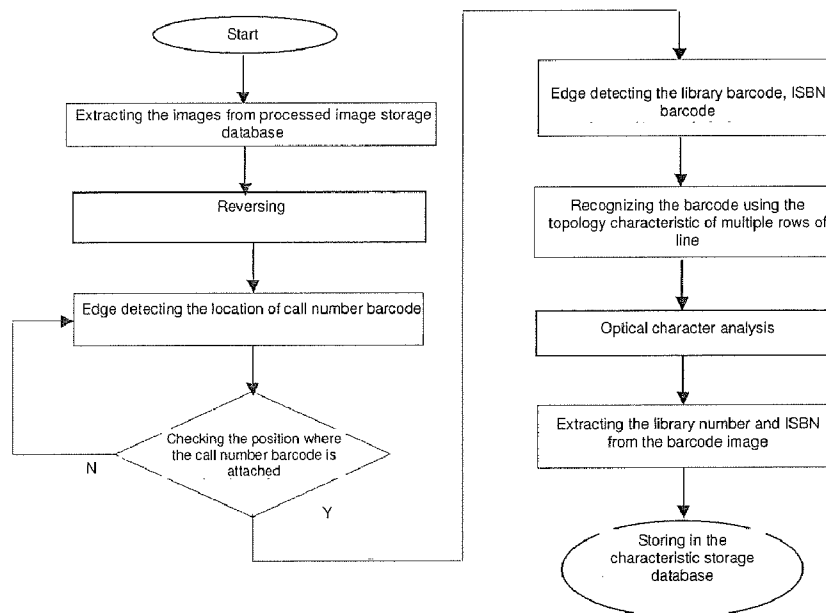 Start
Extracting the images from processed image storage
database
Reversing
Edge detecting the location of call number barcode
Checking the position where
the call number barcode is
attached
N
Y
Edge detecting the library barcode, ISBN
barcode
Recognizing the barcode using the
topology characteristic of multiple rows of
line
Optical character analysis
Extracting the library number and ISBN
from the barcode image
Storing in the
characteristic storage
database